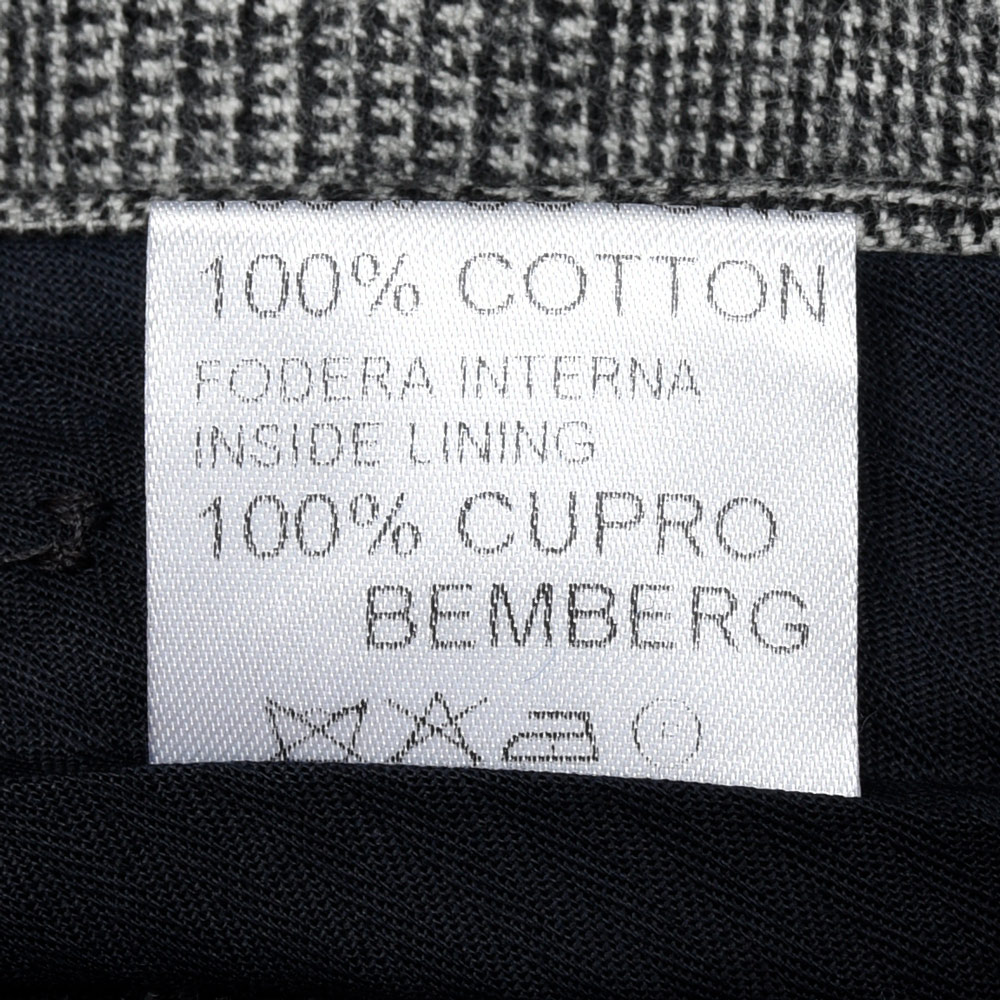 100% COTTON
FODERA INTERNA
INSIDE LINING
100% CUPRO
BEMBERG
P